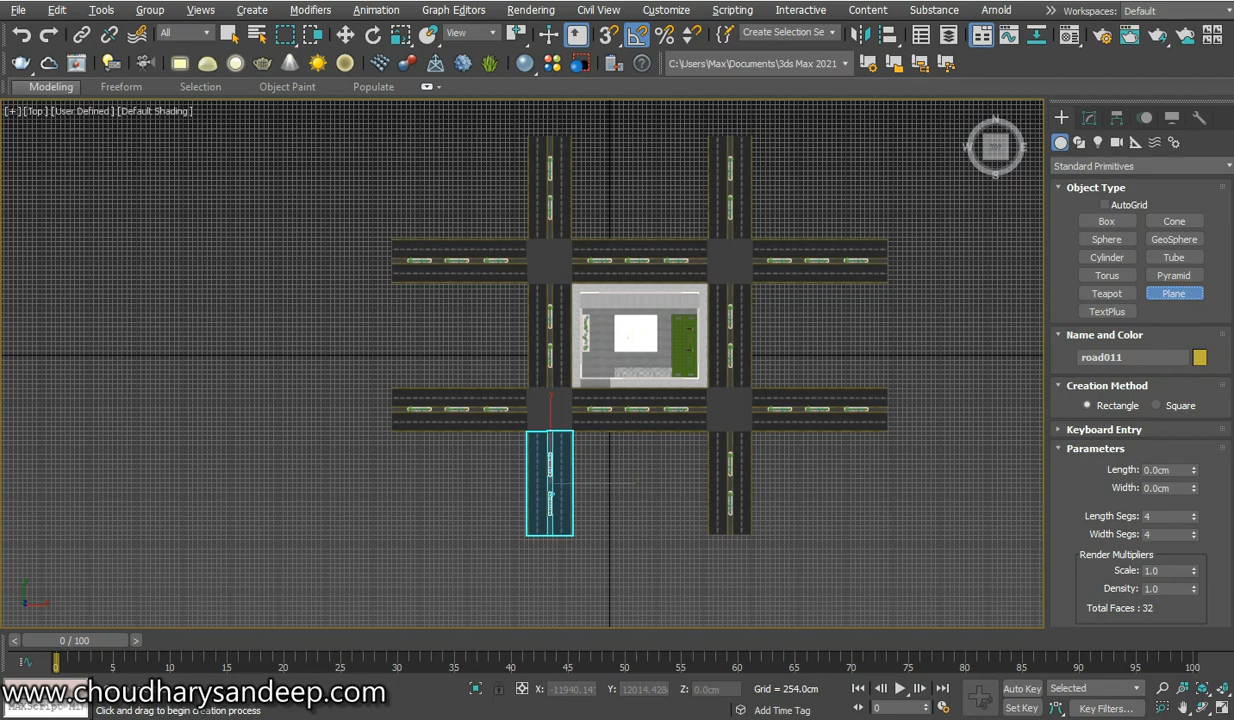 File Edit Tools Group Views Create Modifiers Animation Graph Editors Rendering Civil View Customize Scripting Interactive Content Substance Arnold Workspaces: Default
All View Create Selection Se
C:\Users\Max\Documents\3ds Max 2021
Modeling Freeform Selection Object Paint Populate
[+] [Top] [User Defined] [Default Shading]
N
W E
S
Standard Primitives
Object Type
AutoGrid
Box Cone
Sphere GeoSphere
Cylinder Tube
Torus Pyramid
Teapot Plane
TextPlus
Name and Color
road011
Creation Method
Rectangle Square
Keyboard Entry
Parameters
Length: 0.0cm
Width: 0.0cm
Length Segs: 4
Width Segs: 4
Render Multipliers
Scale: 1.0
Density: 1.0
Total Faces : 32
< 0 / 100 >
0 5 10 15 20 25 30 35 40 45 50 55 60 65 70 75 80 85 90 95 100
www.choudharysandeep.com
X: -11940.14 Y: 12014.428 Z: 0.0cm Grid = 254.0cm Auto Key Selected
Click and drag to begin creation process Add Time Tag 0 Set Key Key Filters...